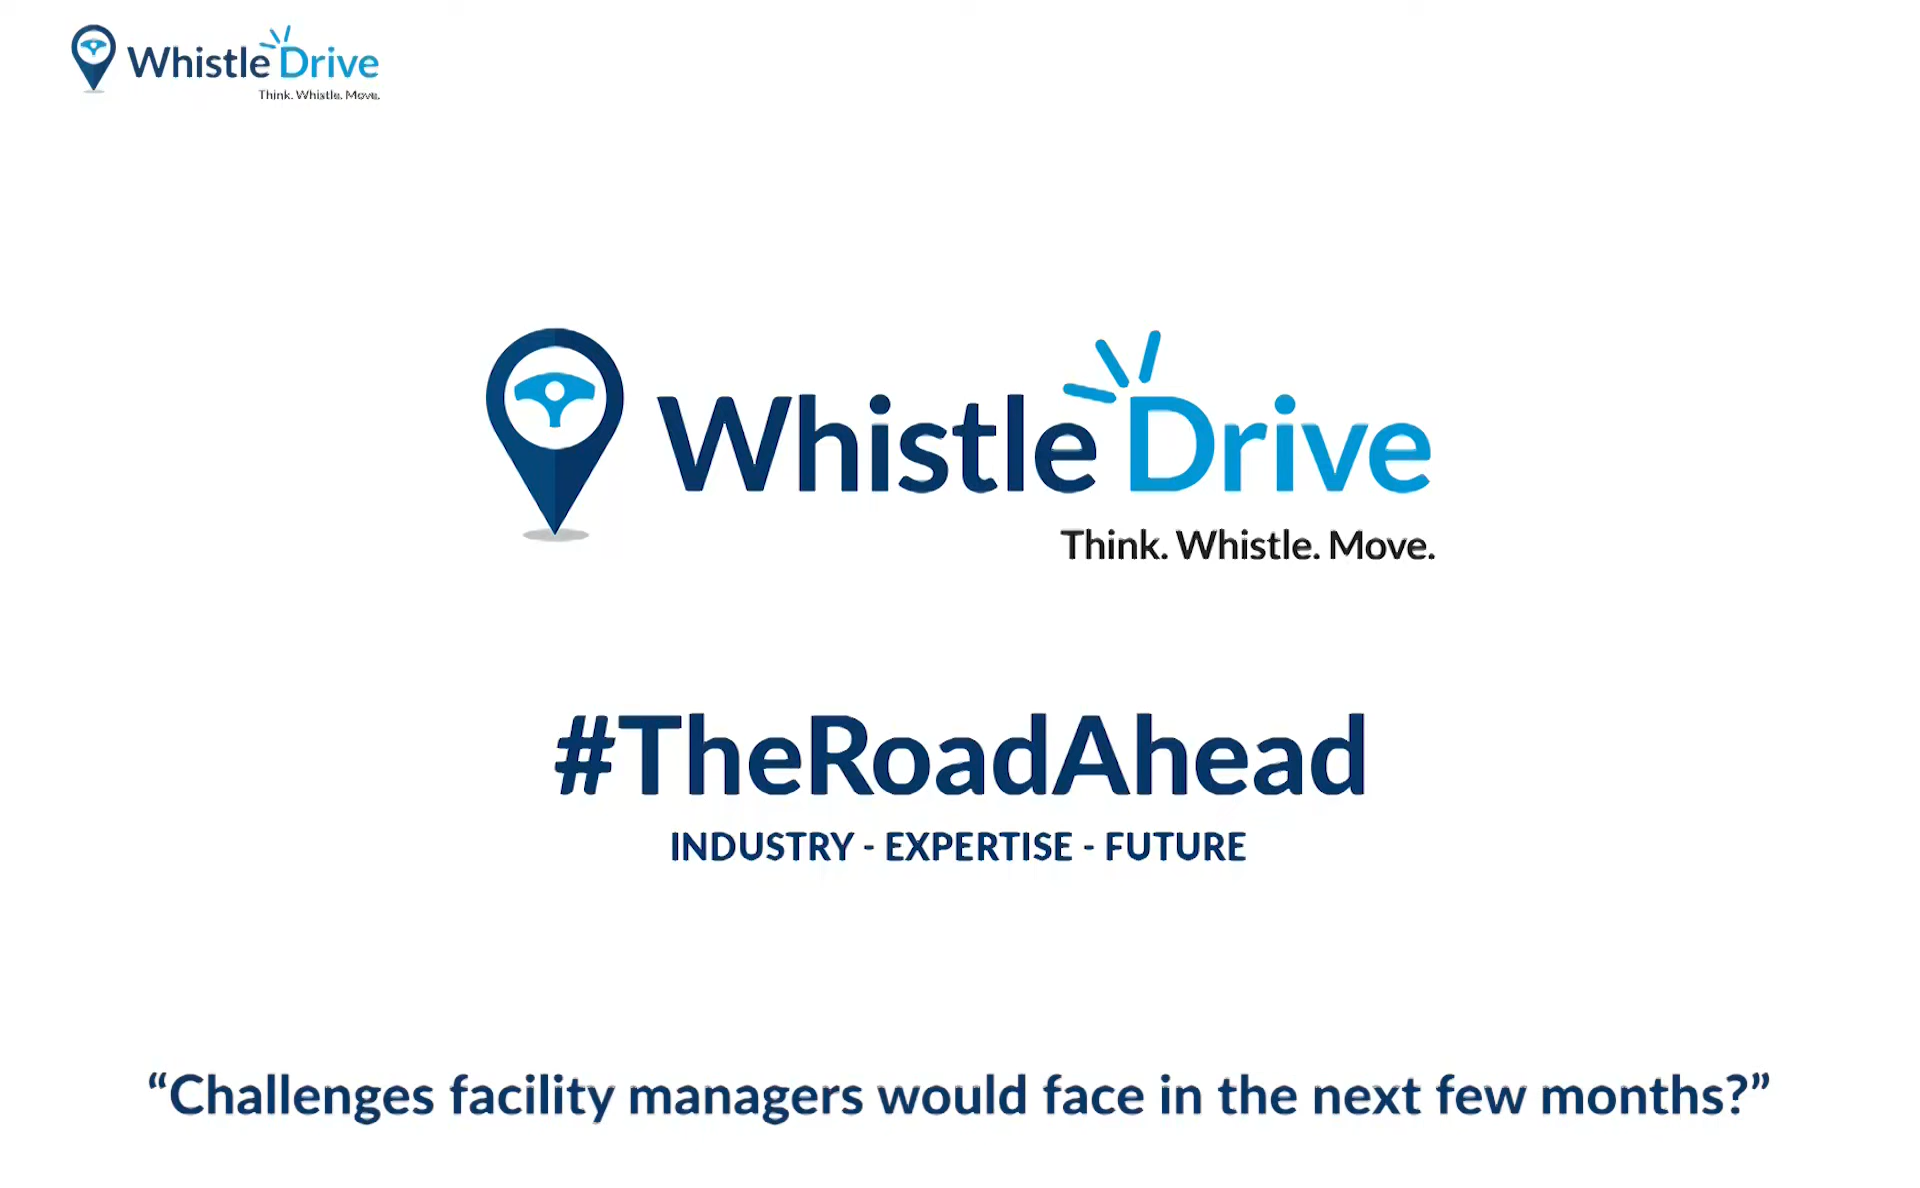 Whistle Drive
Think. Whistle. Move.
Whistle Drive
Think. Whistle. Move.
#TheRoadAhead
INDUSTRY - EXPERTISE - FUTURE
“Challenges facility managers would face in the next few months?”